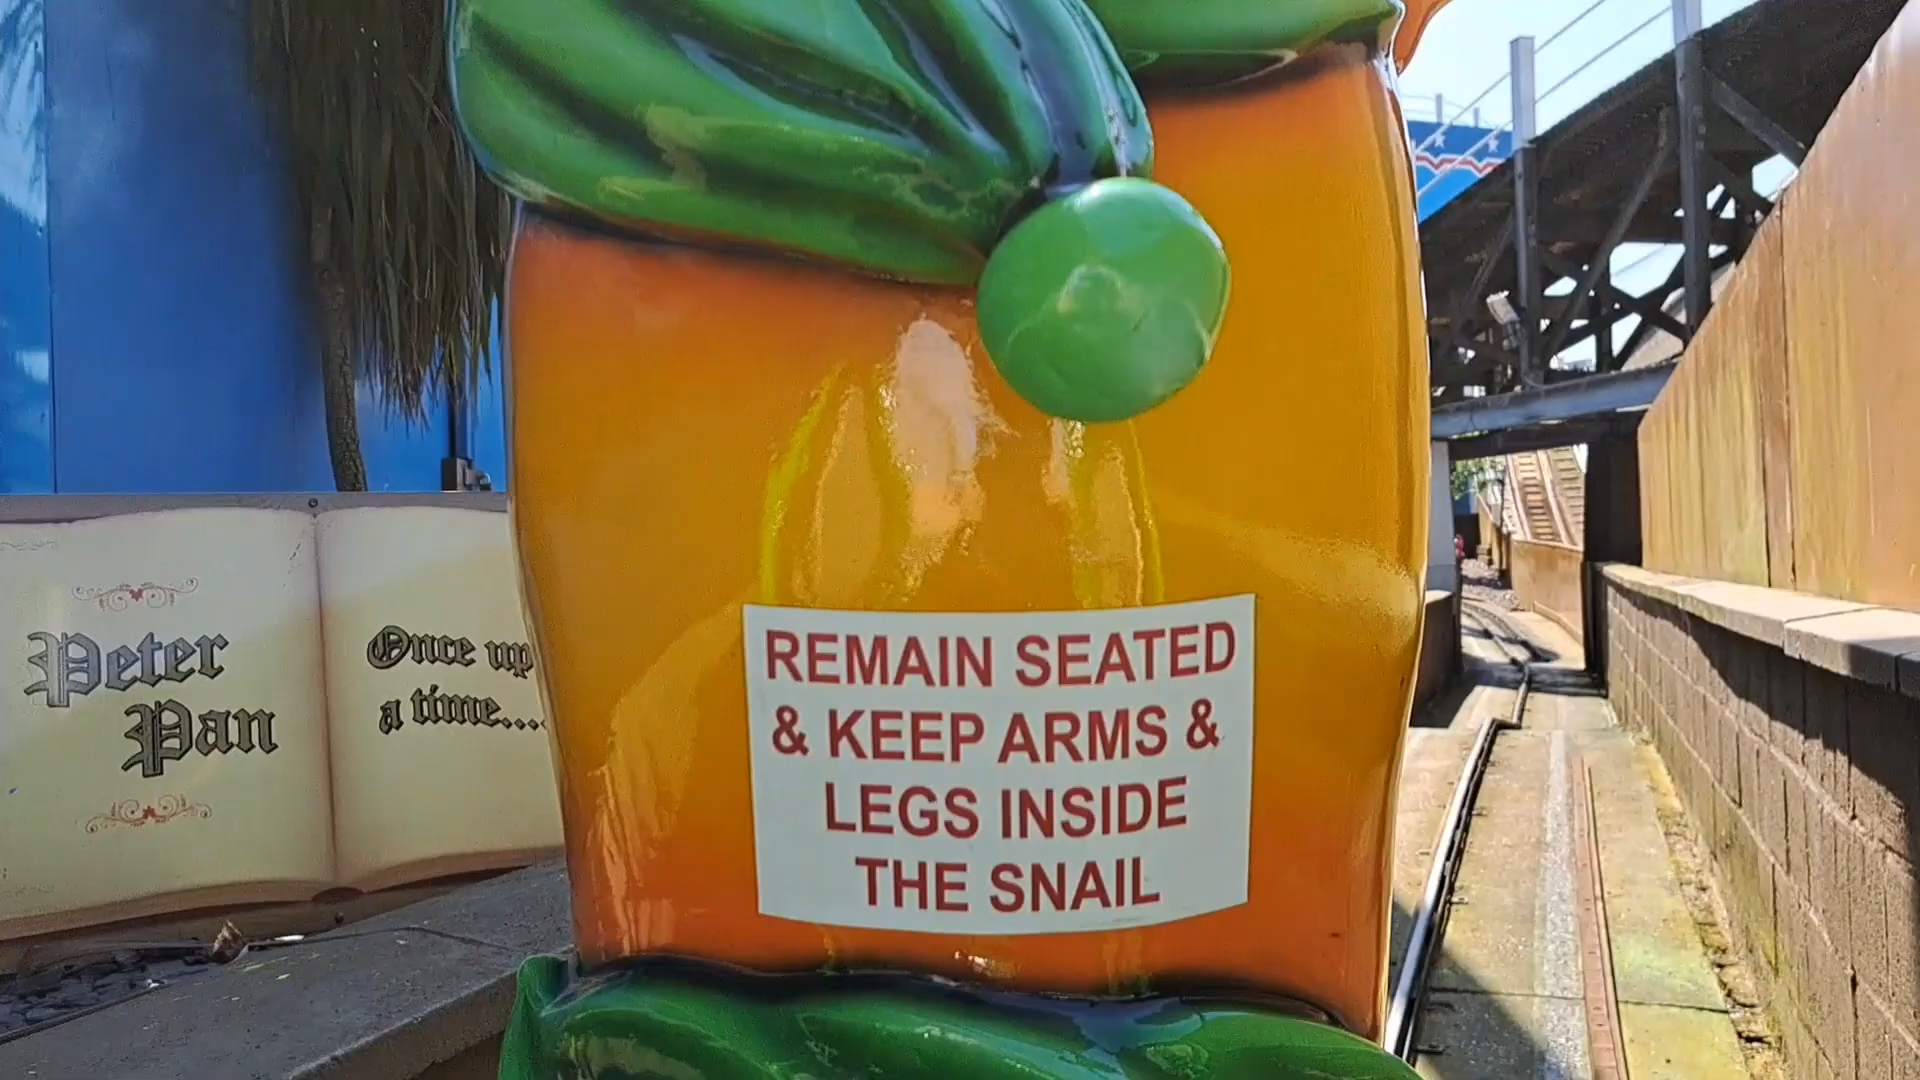 Peter
Pan
Once up
a time....
REMAIN SEATED
& KEEP ARMS &
LEGS INSIDE
THE SNAIL